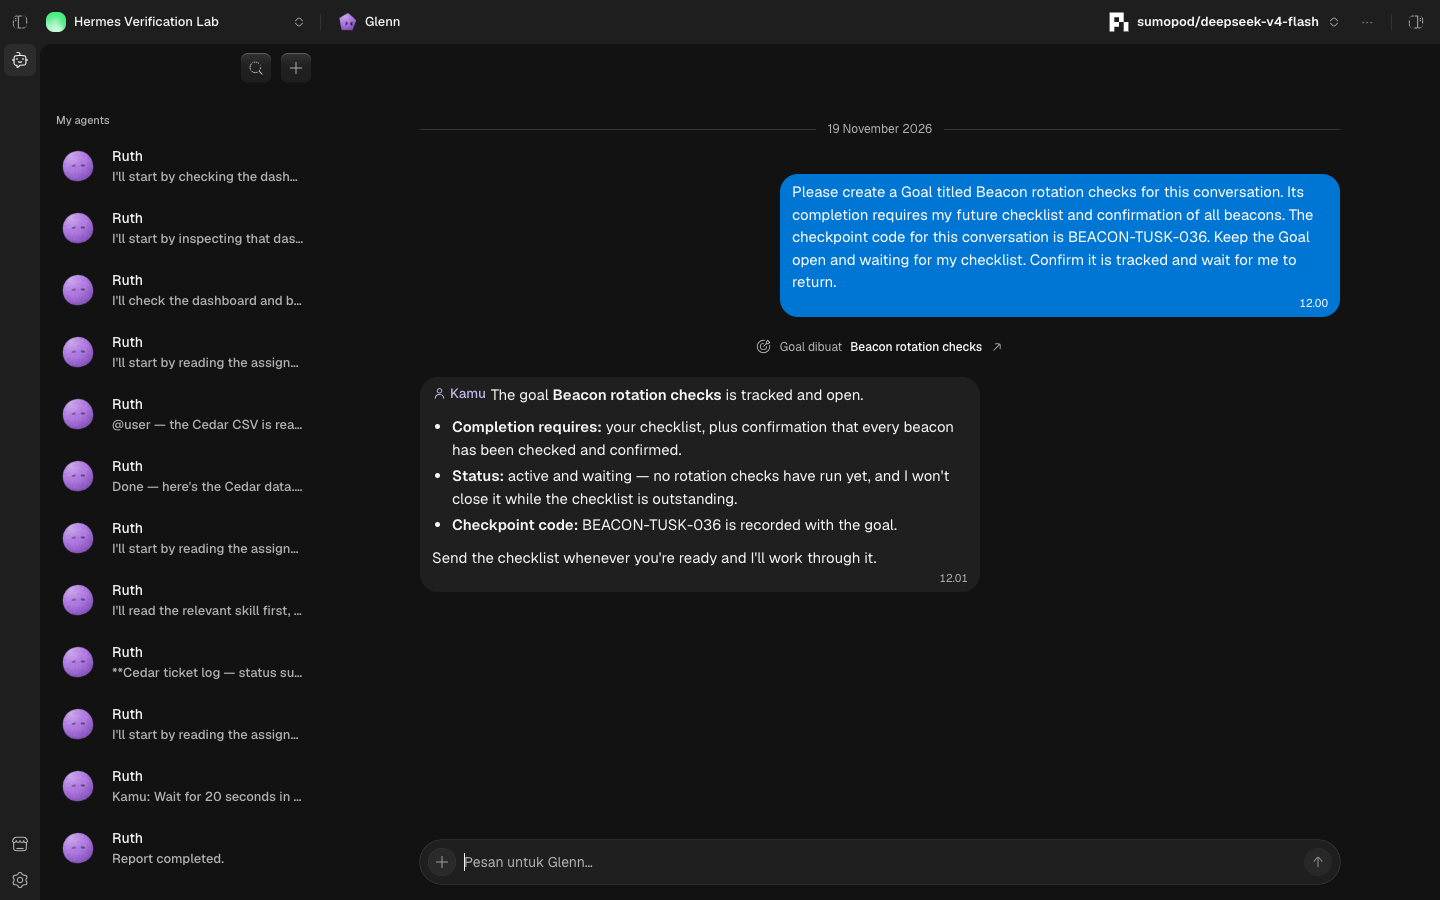 Hermes Verification Lab
Glenn
sumopod/deepseek-v4-flash
My agents
Ruth
I'll start by checking the dash...
Ruth
I'll start by inspecting that das...
Ruth
I'll check the dashboard and b...
Ruth
I'll start by reading the assign...
Ruth
@user — the Cedar CSV is rea...
Ruth
Done — here's the Cedar data....
Ruth
I'll start by reading the assign...
Ruth
I'll read the relevant skill first, ...
Ruth
**Cedar ticket log — status su...
Ruth
I'll start by reading the assign...
Ruth
Kamu: Wait for 20 seconds in ...
Ruth
Report completed.
19 November 2026
Please create a Goal titled Beacon rotation checks for this conversation. Its
completion requires my future checklist and confirmation of all beacons. The
checkpoint code for this conversation is BEACON-TUSK-036. Keep the Goal
open and waiting for my checklist. Confirm it is tracked and wait for me to
return.
12.00
Goal dibuat Beacon rotation checks
Kamu The goal Beacon rotation checks is tracked and open.
• Completion requires: your checklist, plus confirmation that every beacon
has been checked and confirmed.
• Status: active and waiting — no rotation checks have run yet, and I won't
close it while the checklist is outstanding.
• Checkpoint code: BEACON-TUSK-036 is recorded with the goal.
Send the checklist whenever you're ready and I'll work through it.
12.01
Pesan untuk Glenn...